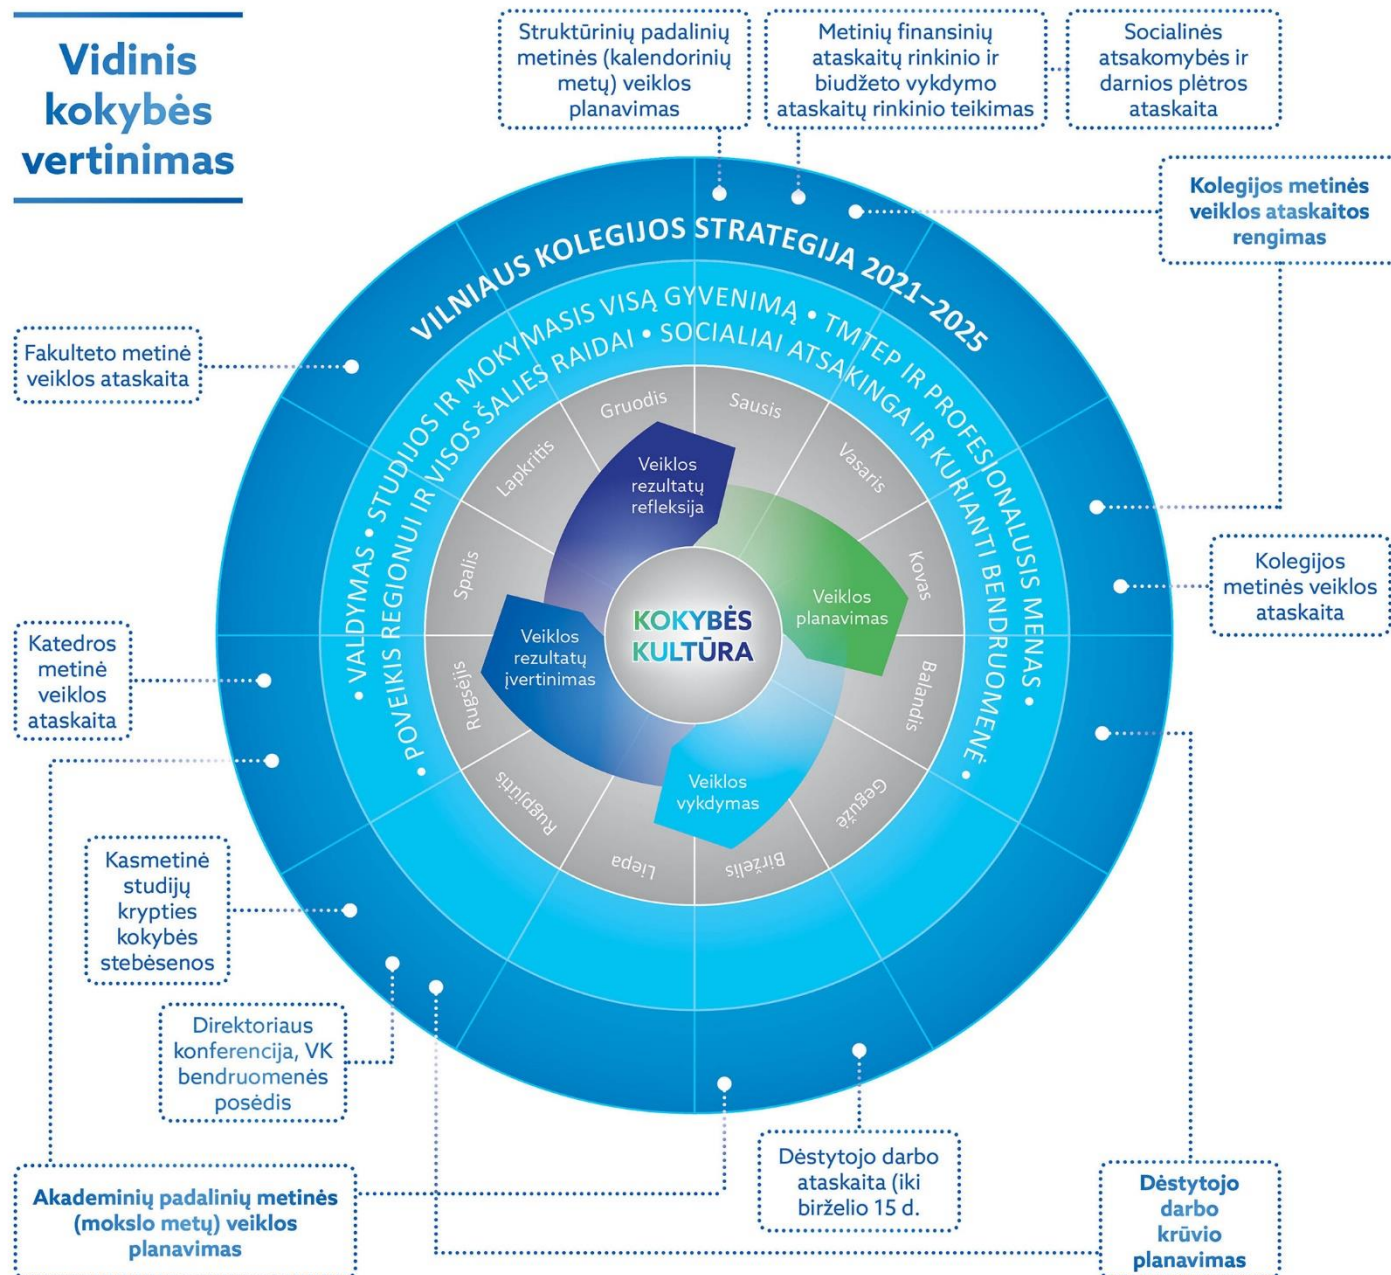 Vidinis
kokybės
vertinimas
Struktūrinių padalinių
metinės (kalendorinių
metų) veiklos
planavimas
Metinių finansinių
ataskaitų rinkinio ir
biudžeto vykdymo
ataskaitų rinkinio teikimas
Socialinės
atsakomybės ir
darnios plėtros
ataskaita
Kolegijos metinės
veiklos ataskaitos
rengimas
Kolegijos
metinės veiklos
ataskaita
Fakulteto metinė
veiklos ataskaita
Katedros
metinė
veiklos
ataskaita
Kasmetinė
studijų
krypties
kokybės
stebėsenos
Direktoriaus
konferencija, VK
bendruomenės
posėdis
Akademinių padalinių metinės
(mokslo metų) veiklos
planavimas
Dėstytojo darbo
ataskaita (iki
birželio 15 d.
Dėstytojo
darbo
krūvio
planavimas
VILNIAUS KOLEGIJOS STRATEGIJA 2021–2025
• VALDYMAS • STUDIJOS IR MOKYMASIS VISĄ GYVENIMĄ • TMTEP IR PROFESIONALUSIS MENAS •
• POVEIKIS REGIONUI IR VISOS ŠALIES RAIDAI • SOCIALIAI ATSAKINGA IR KURIANTI BENDRUOMENĖ •
Sausis
Vasaris
Kovas
Balandis
Gegužė
Birželis
Liepa
Rugpjūtis
Rugsėjis
Spalis
Lapkritis
Gruodis
Veiklos
rezultatų
refleksija
Veiklos
planavimas
Veiklos
vykdymas
Veiklos
rezultatų
įvertinimas
KOKYBĖS
KULTŪRA